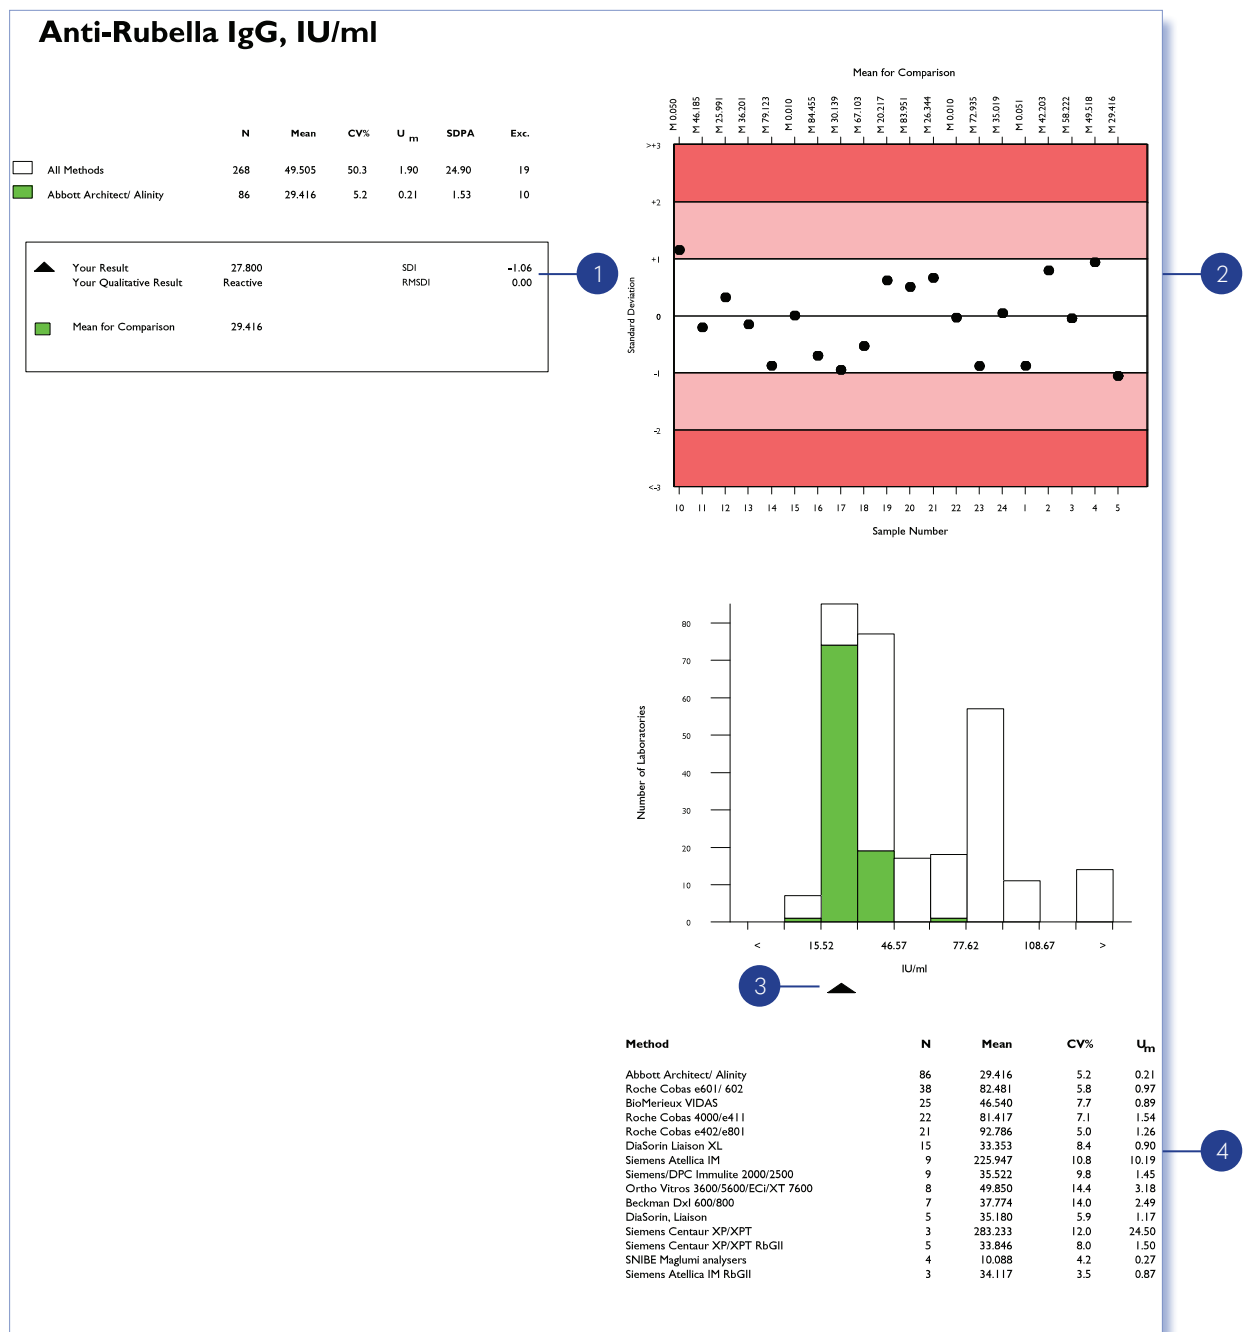 Anti-Rubella IgG, IU/ml
N Mean CV% Um SDPA Exc.
All Methods 268 49.505 50.3 1.90 24.90 19
Abbott Architect/ Alinity 86 29.416 5.2 0.21 1.53 10
Your Result 27.800 SDI -1.06
Your Qualitative Result Reactive RMSDI 0.00
Mean for Comparison 29.416
1
Mean for Comparison
M 0.050 M 46.185 M 25.991 M 36.201 M 79.123 M 0.010 M 84.455 M 30.139 M 67.103 M 20.217 M 83.951 M 26.344 M 0.010 M 72.935 M 35.019 M 0.051 M 42.203 M 58.222 M 49.518 M 29.416
>+3
+2
+1
0
-1
-2
<-3
Standard Deviation
10 11 12 13 14 15 16 17 18 19 20 21 22 23 24 1 2 3 4 5
Sample Number
2
80
70
60
50
40
30
20
10
0
Number of Laboratories
< 15.52 46.57 77.62 108.67 >
IU/ml
3
Method N Mean CV% Um
Abbott Architect/ Alinity 86 29.416 5.2 0.21
Roche Cobas e601/ 602 38 82.481 5.8 0.97
BioMerieux VIDAS 25 46.540 7.7 0.89
Roche Cobas 4000/e411 22 81.417 7.1 1.54
Roche Cobas e402/e801 21 92.786 5.0 1.26
DiaSorin Liaison XL 15 33.353 8.4 0.90
Siemens Atellica IM 9 225.947 10.8 10.19
Siemens/DPC Immulite 2000/2500 9 35.522 9.8 1.45
Ortho Vitros 3600/5600/ECi/XT 7600 8 49.850 14.4 3.18
Beckman DxI 600/800 7 37.774 14.0 2.49
DiaSorin, Liaison 5 35.180 5.9 1.17
Siemens Centaur XP/XPT 3 283.233 12.0 24.50
Siemens Centaur XP/XPT RbGII 5 33.846 8.0 1.50
SNIBE Maglumi analysers 4 10.088 4.2 0.27
Siemens Atellica IM RbGII 3 34.117 3.5 0.87
4